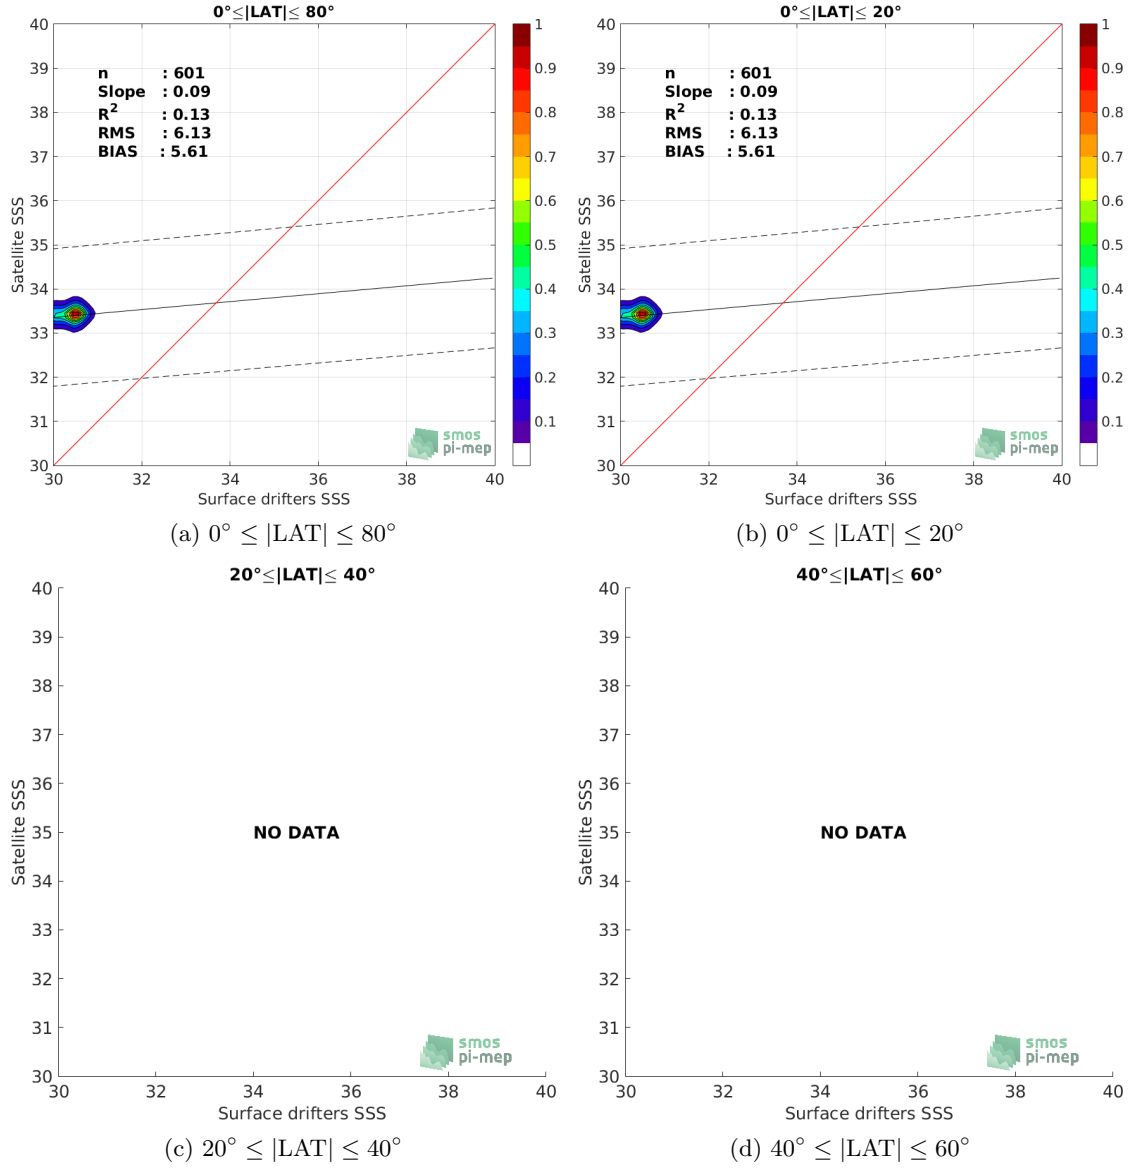 0°≤|LAT|≤ 80°
40
39
38
37
36
35
34
33
32
31
30
Satellite SSS
n : 601
Slope : 0.09
R² : 0.13
RMS : 6.13
BIAS : 5.61
smos
pi-mep
30 32 34 36 38 40
Surface drifters SSS
1
0.9
0.8
0.7
0.6
0.5
0.4
0.3
0.2
0.1
(a) 0° ≤ |LAT| ≤ 80°
0°≤|LAT|≤ 20°
40
39
38
37
36
35
34
33
32
31
30
Satellite SSS
n : 601
Slope : 0.09
R² : 0.13
RMS : 6.13
BIAS : 5.61
smos
pi-mep
30 32 34 36 38 40
Surface drifters SSS
1
0.9
0.8
0.7
0.6
0.5
0.4
0.3
0.2
0.1
(b) 0° ≤ |LAT| ≤ 20°
20°≤|LAT|≤ 40°
40
39
38
37
36
35
34
33
32
31
30
Satellite SSS
NO DATA
smos
pi-mep
30 32 34 36 38 40
Surface drifters SSS
(c) 20° ≤ |LAT| ≤ 40°
40°≤|LAT|≤ 60°
40
39
38
37
36
35
34
33
32
31
30
Satellite SSS
NO DATA
smos
pi-mep
30 32 34 36 38 40
Surface drifters SSS
(d) 40° ≤ |LAT| ≤ 60°